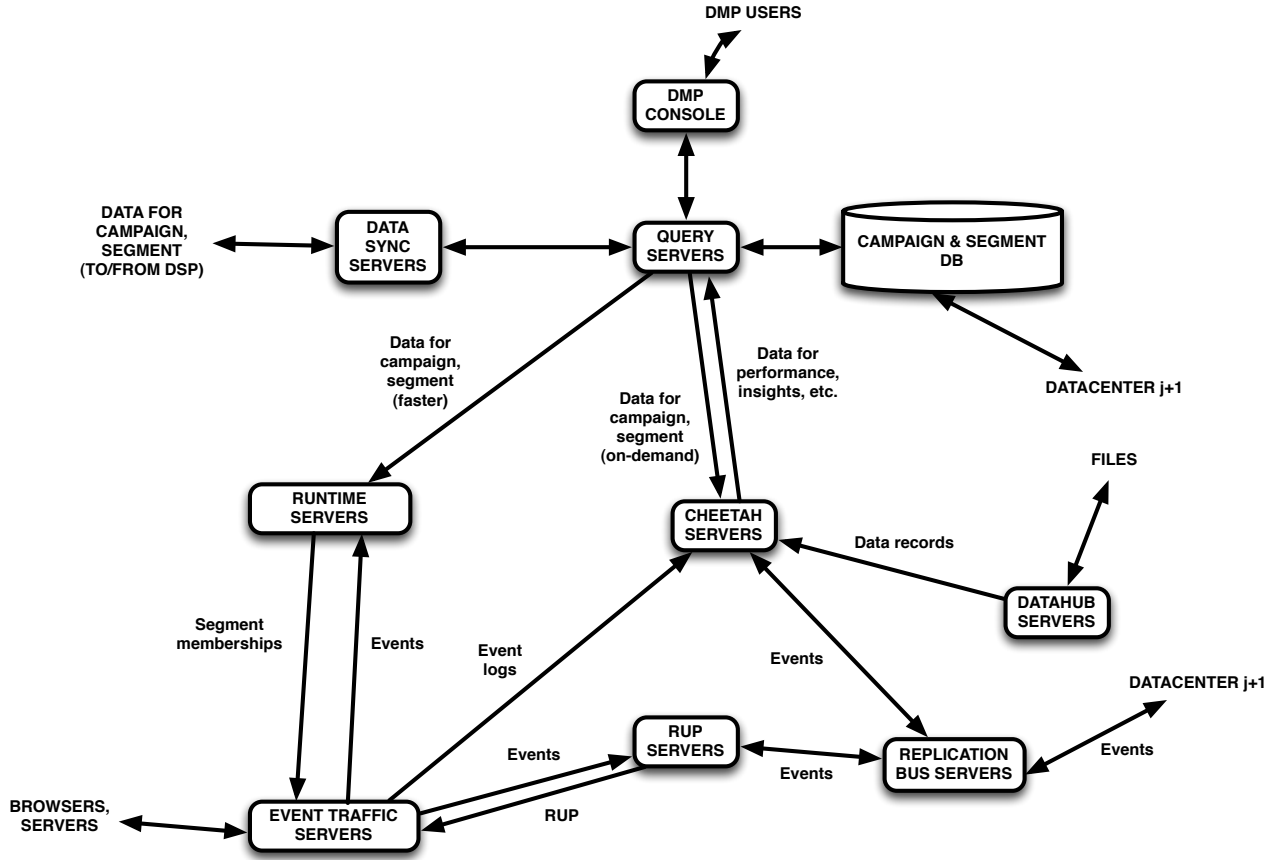 DMP USERS
DMP
CONSOLE
DATA FOR
CAMPAIGN,
SEGMENT
(TO/FROM DSP)
DATA
SYNC
SERVERS
QUERY
SERVERS
CAMPAIGN & SEGMENT
DB
Data for
campaign,
segment
(faster)
Data for
campaign,
segment
(on-demand)
Data for
performance,
insights, etc.
DATACENTER j+1
FILES
RUNTIME
SERVERS
CHEETAH
SERVERS
Data records
DATAHUB
SERVERS
Segment
memberships
Events
Event
logs
Events
DATACENTER j+1
RUP
SERVERS
REPLICATION
BUS SERVERS
Events
Events
Events
RUP
BROWSERS,
SERVERS
EVENT TRAFFIC
SERVERS